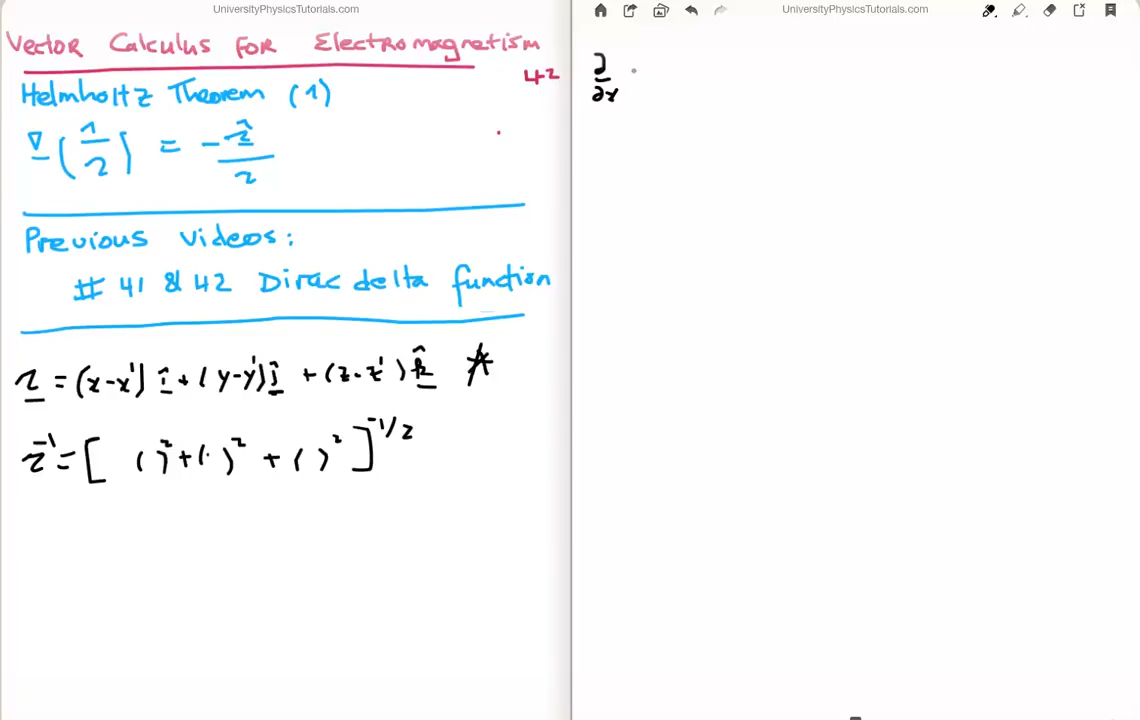 UniversityPhysicsTutorials.com
Vector Calculus for Electromagnetism
42
Helmholtz Theorem (1)
∇(1/r) = -r̂/r
Previous Videos:
# 41 & 42 Dirac delta function
r = (x-x')î + (y-y')ĵ + (z-z')k̂ ☆
r⁻¹ = [ ( )² + ( )² + ( )² ]^-1/2
UniversityPhysicsTutorials.com
∂/∂x